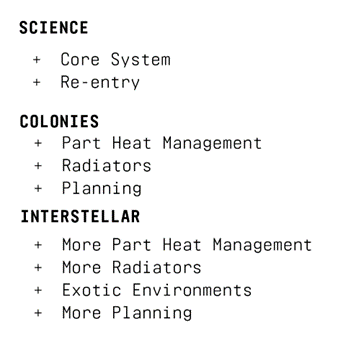 SCIENCE
+ Core System
+ Re-entry
COLONIES
+ Part Heat Management
+ Radiators
+ Planning
INTERSTELLAR
+ More Part Heat Management
+ More Radiators
+ Exotic Environments
+ More Planning